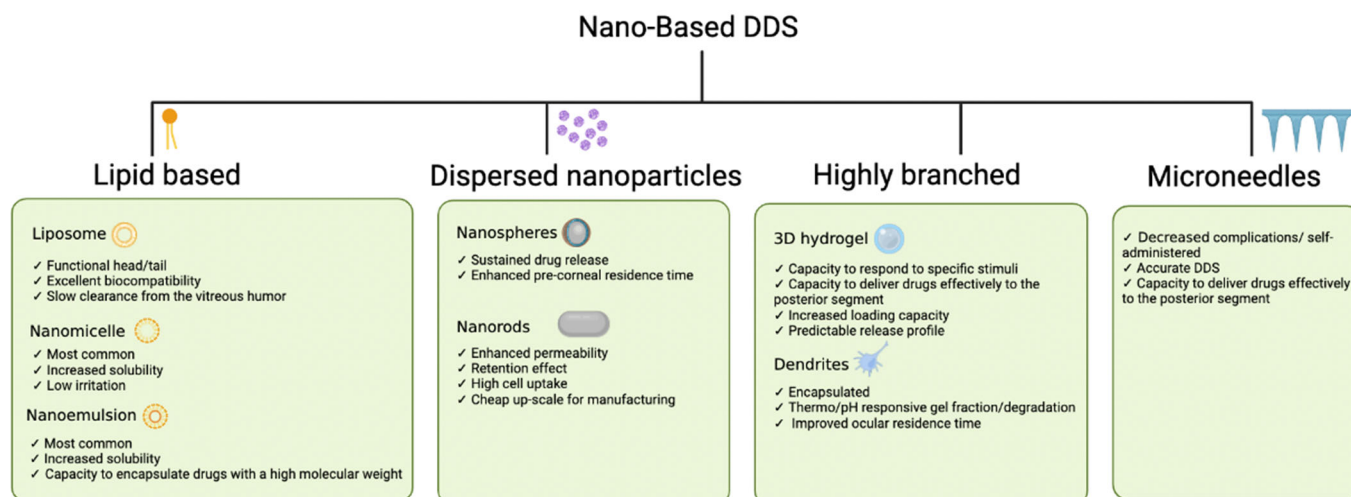 Nano-Based DDS
Lipid based
Liposome
✓ Functional head/tail
✓ Excellent biocompatibility
✓ Slow clearance from the vitreous humor
Nanomicelle
✓ Most common
✓ Increased solubility
✓ Low irritation
Nanoemulsion
✓ Most common
✓ Increased solubility
✓ Capacity to encapsulate drugs with a high molecular weight
Dispersed nanoparticles
Nanospheres
✓ Sustained drug release
✓ Enhanced pre-corneal residence time
Nanorods
✓ Enhanced permeability
✓ Retention effect
✓ High cell uptake
✓ Cheap up-scale for manufacturing
Highly branched
3D hydrogel
✓ Capacity to respond to specific stimuli
✓ Capacity to deliver drugs effectively to the
posterior segment
✓ Increased loading capacity
✓ Predictable release profile
Dendrites
✓ Encapsulated
✓ Thermo/pH responsive gel fraction/degradation
✓ Improved ocular residence time
Microneedles
✓ Decreased complications/ self-
administered
✓ Accurate DDS
✓ Capacity to deliver drugs effectively
to the posterior segment